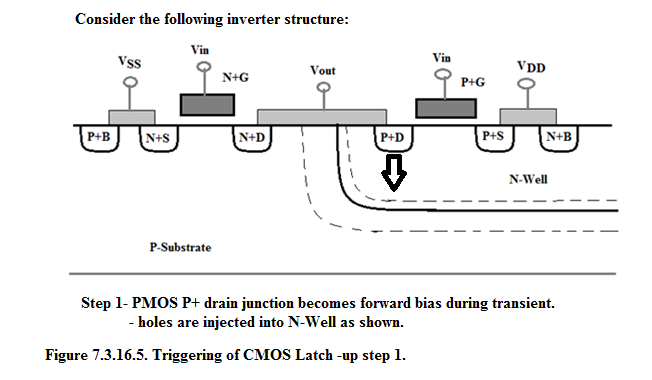 Consider the following inverter structure:
VSS
Vin
N+G
Vout
Vin
P+G
VDD
P+B
N+S
N+D
P+D
P+S
N+B
N-Well
P-Substrate
Step 1- PMOS P+ drain junction becomes forward bias during transient.
- holes are injected into N-Well as shown.
Figure 7.3.16.5. Triggering of CMOS Latch -up step 1.